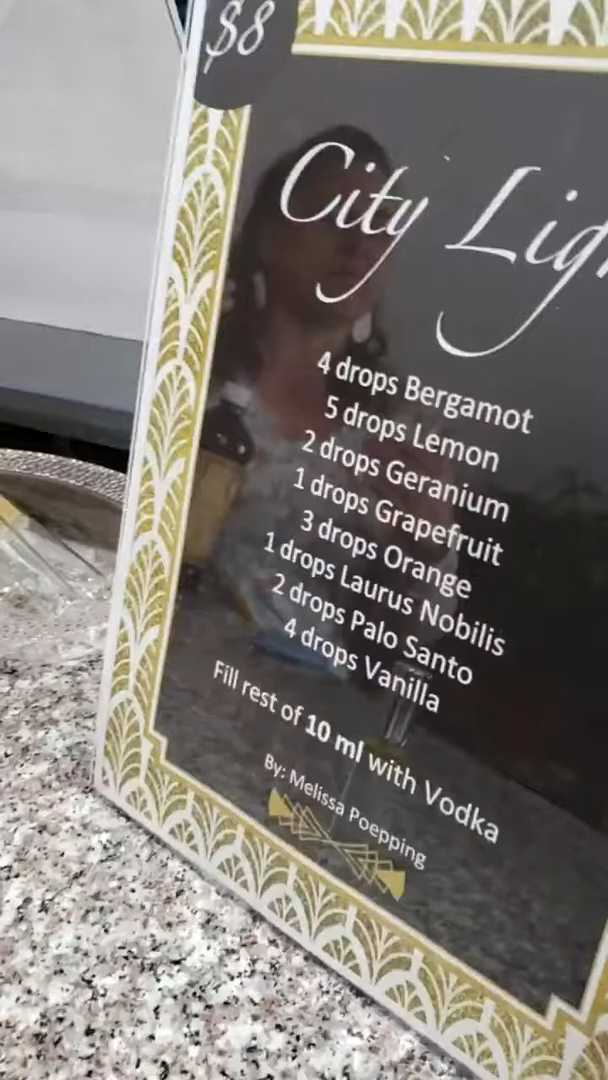 $8
City Ligh
4 drops Bergamot
5 drops Lemon
2 drops Geranium
1 drops Grapefruit
3 drops Orange
1 drops Laurus Nobilis
2 drops Palo Santo
4 drops Vanilla
Fill rest of 10 ml with Vodka
By: Melissa Poepping